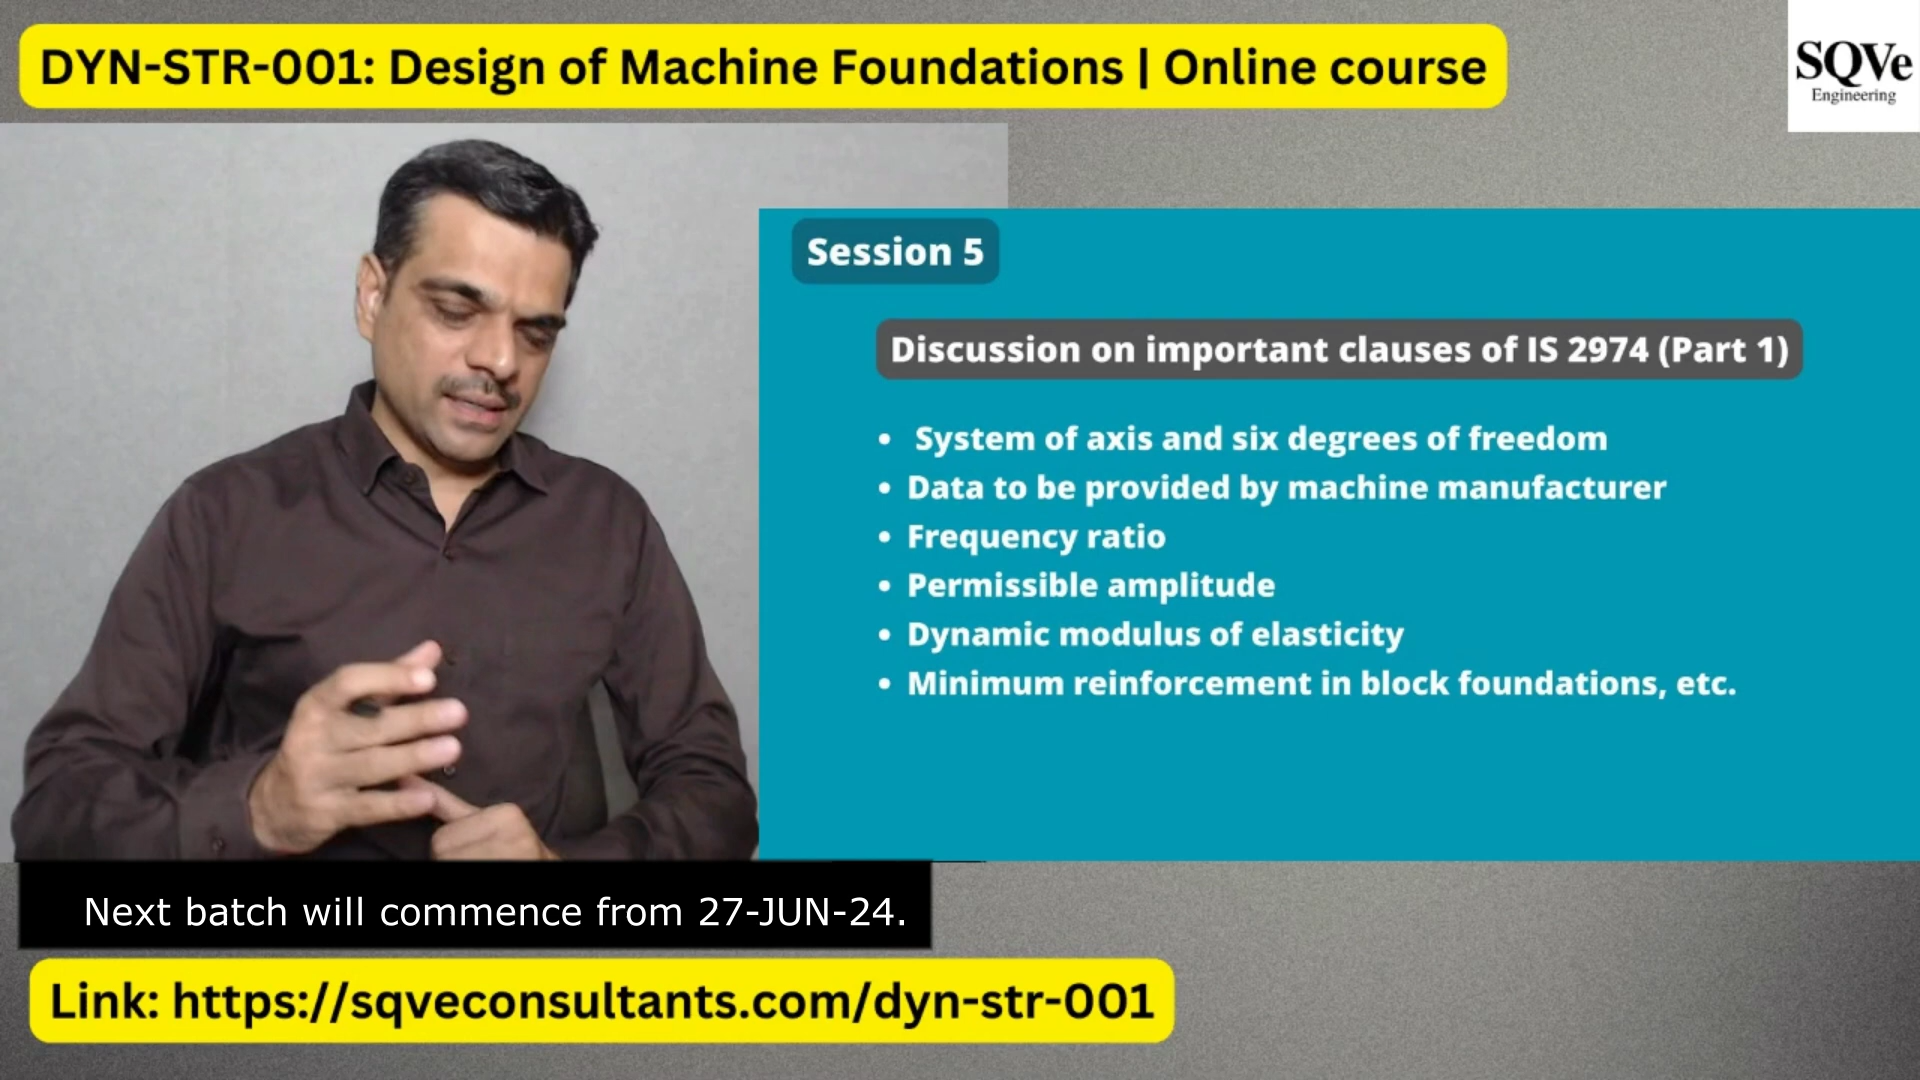 DYN-STR-001: Design of Machine Foundations | Online course
SQVe
Engineering
Session 5
Discussion on important clauses of IS 2974 (Part 1)
• System of axis and six degrees of freedom
• Data to be provided by machine manufacturer
• Frequency ratio
• Permissible amplitude
• Dynamic modulus of elasticity
• Minimum reinforcement in block foundations, etc.
Next batch will commence from 27-JUN-24.
Link: https://sqveconsultants.com/dyn-str-001